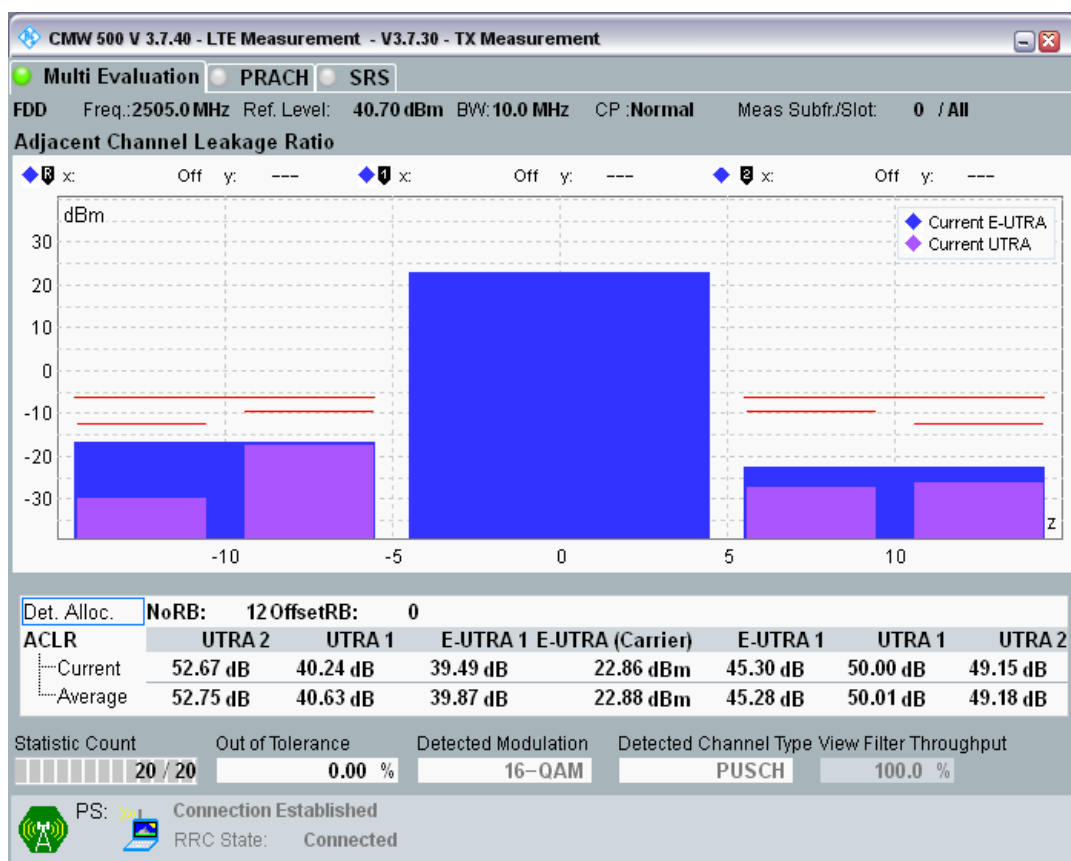 CMW 500 V 3.7.40 - LTE Measurement - V3.7.30 - TX Measurement
Multi Evaluation PRACH SRS
FDD Freq.:2505.0 MHz Ref. Level: 40.70 dBm BW: 10.0 MHz CP :Normal Meas Subfr./Slot: 0 / All
Adjacent Channel Leakage Ratio
R x: Off y: --- 1 x: Off y: --- 2 x: Off y: ---
dBm
Current E-UTRA
Current UTRA
30
20
10
0
-10
-20
-30
z
-10 -5 0 5 10
Det. Alloc. NoRB: 12 OffsetRB: 0
ACLR UTRA 2 UTRA 1 E-UTRA 1 E-UTRA (Carrier) E-UTRA 1 UTRA 1 UTRA 2
Current 52.67 dB 40.24 dB 39.49 dB 22.86 dBm 45.30 dB 50.00 dB 49.15 dB
Average 52.75 dB 40.63 dB 39.87 dB 22.88 dBm 45.28 dB 50.01 dB 49.18 dB
Statistic Count Out of Tolerance Detected Modulation Detected Channel Type View Filter Throughput
20 / 20 0.00 % 16-QAM PUSCH 100.0 %
PS: Connection Established
RRC State: Connected